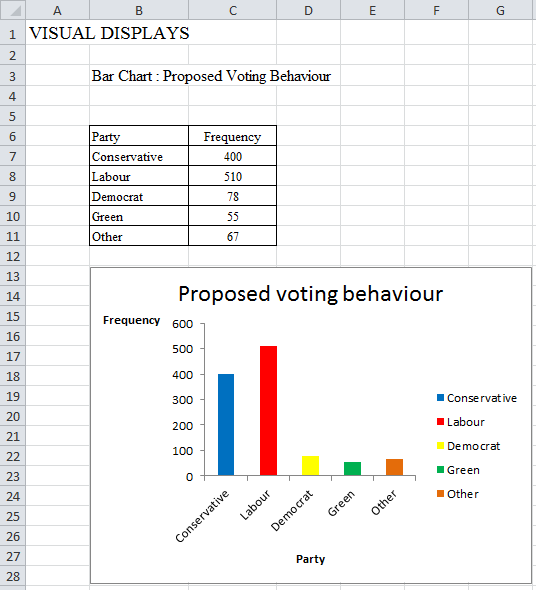 A B C D E F G
1 VISUAL DISPLAYS
2
3 Bar Chart : Proposed Voting Behaviour
4
5
6 Party Frequency
7 Conservative 400
8 Labour 510
9 Democrat 78
10 Green 55
11 Other 67
12
13
14
15
16
17
18
19
20
21
22
23
24
25
26
27
28
Proposed voting behaviour
Frequency
600
500
400
300
200
100
0
Conservative Labour Democrat Green Other
Party
Conservative
Labour
Democrat
Green
Other